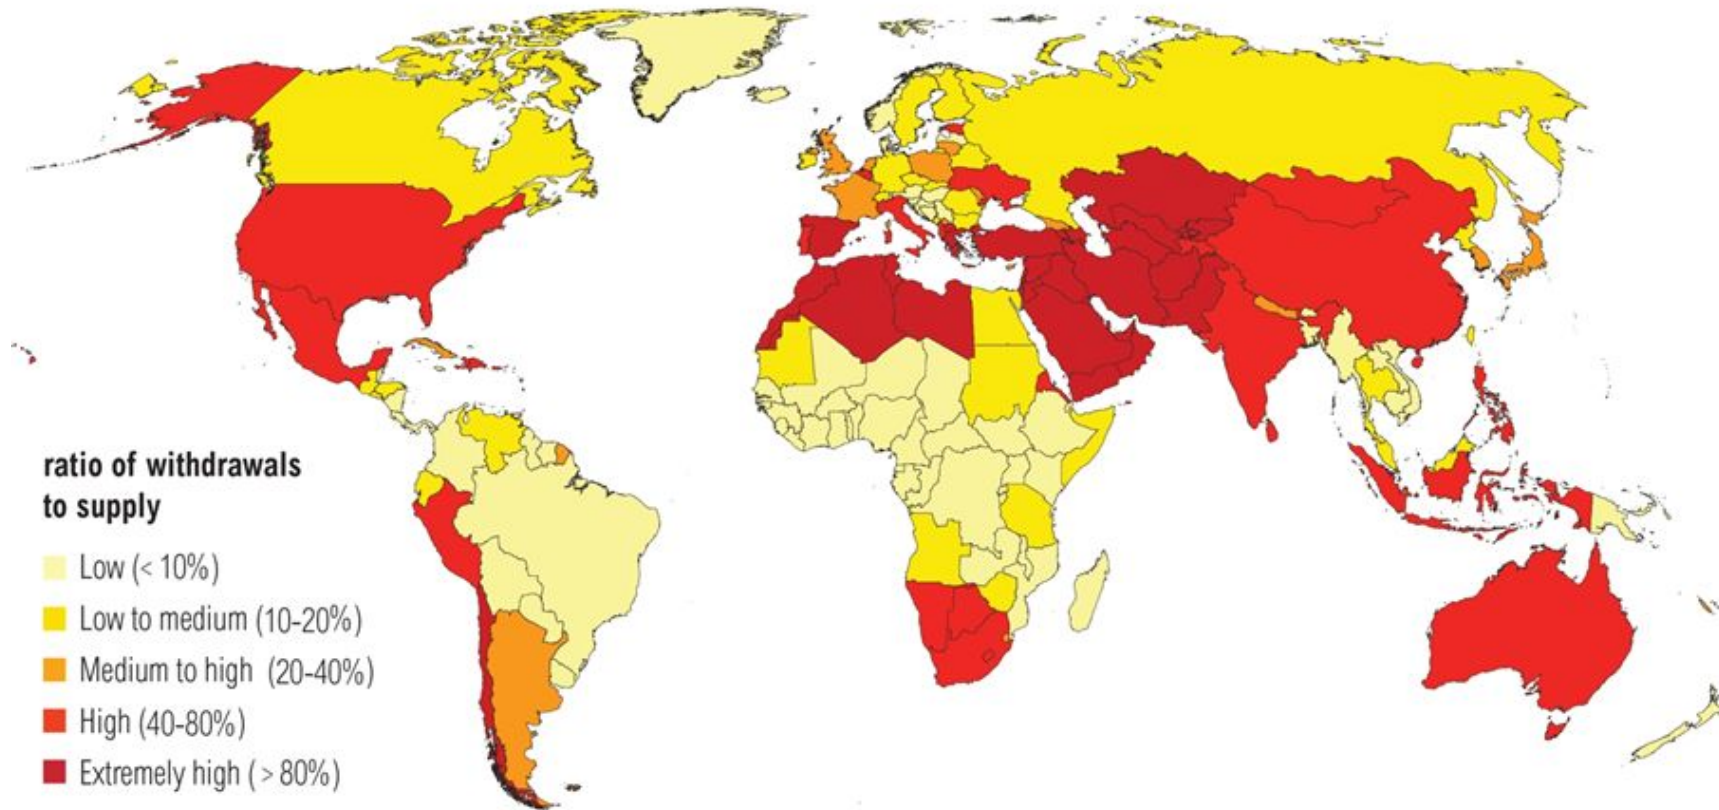 ratio of withdrawals
to supply
Low (< 10%)
Low to medium (10-20%)
Medium to high (20-40%)
High (40-80%)
Extremely high ( > 80%)